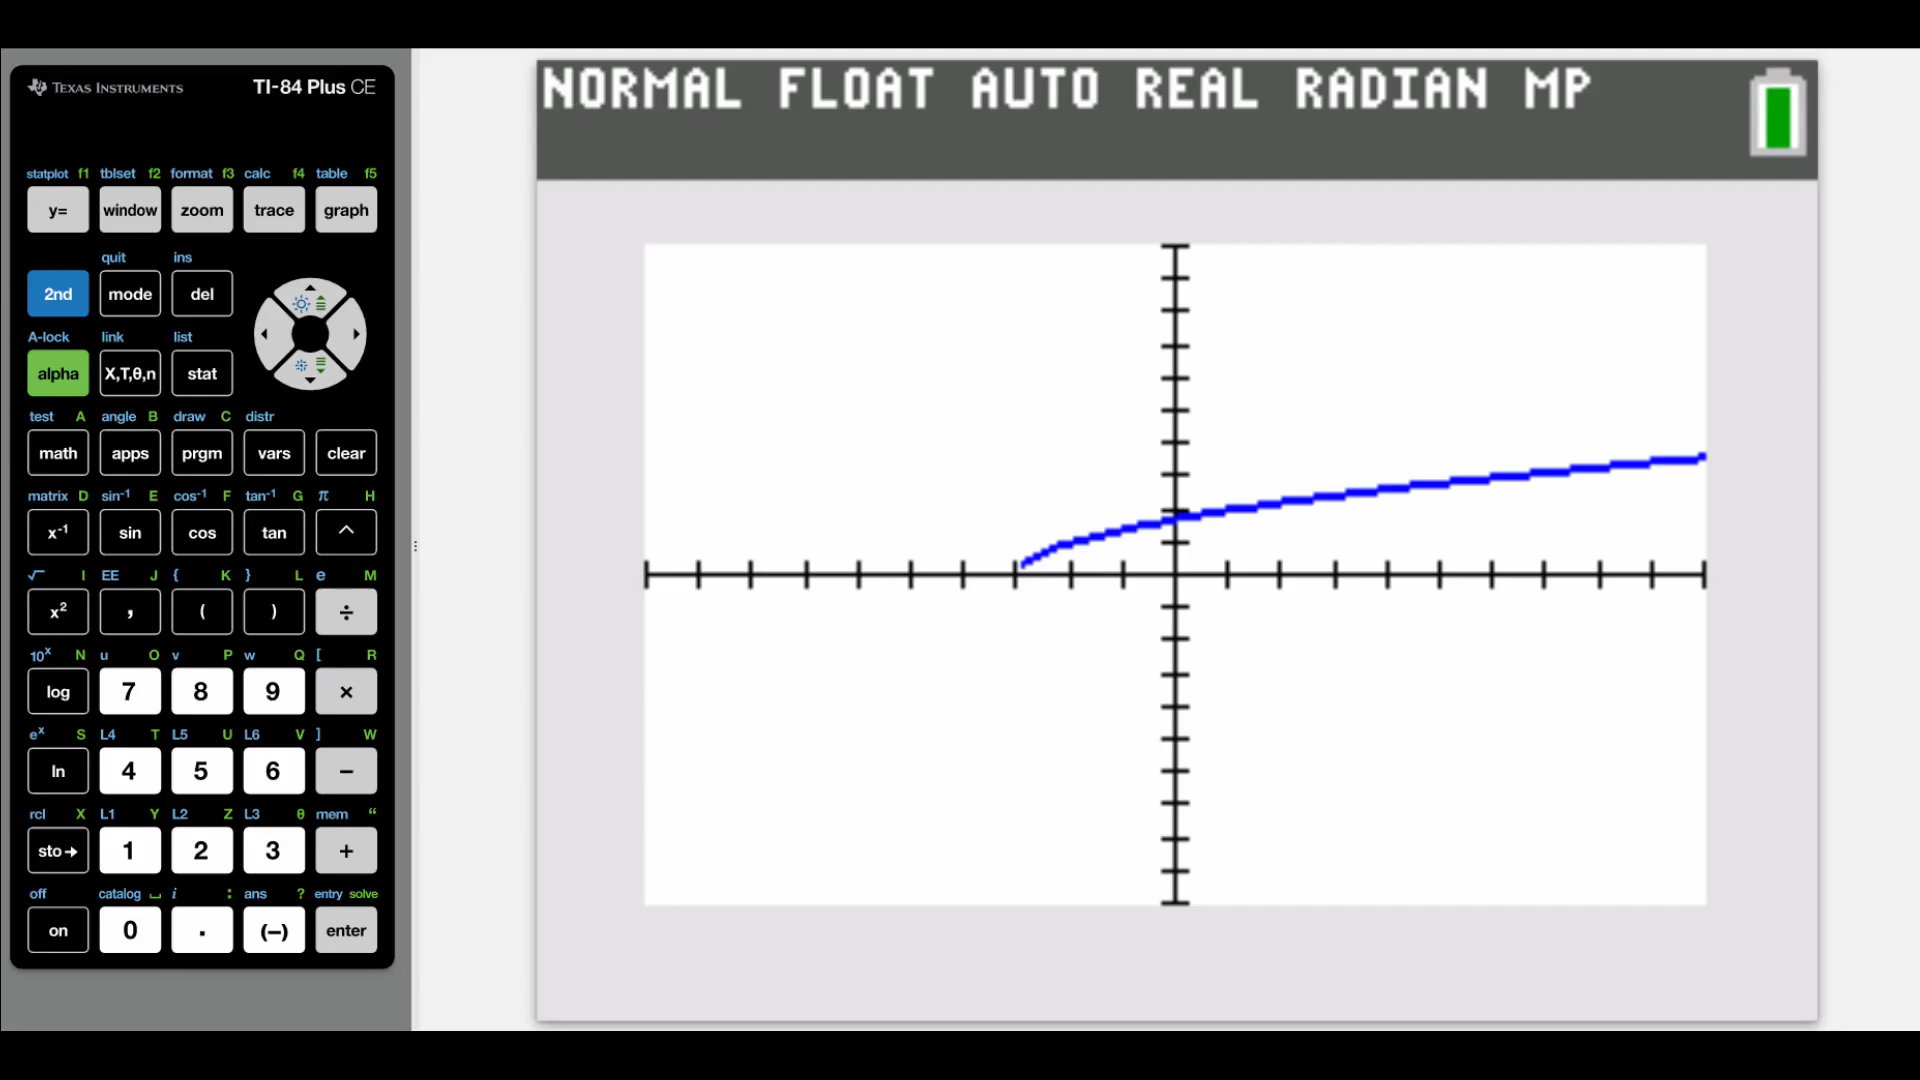 TEXAS INSTRUMENTS TI-84 Plus CE
NORMAL FLOAT AUTO REAL RADIAN MP
statplot f1 tblset f2 format f3 calc f4 table f5
y= window zoom trace graph
quit ins
2nd mode del
A-lock link list
alpha X,T,θ,n stat
test A angle B draw C distr
math apps prgm vars clear
matrix D sin⁻¹ E cos⁻¹ F tan⁻¹ G π H
x⁻¹ sin cos tan ^
√ I EE J { K } L e M
x² , ( ) ÷
10ˣ N u O v P w Q [ R
log 7 8 9 ×
eˣ S L4 T L5 U L6 V ] W
ln 4 5 6 −
rcl X L1 Y L2 Z L3 θ mem “
sto→ 1 2 3 +
off catalog ⎵ i : ans ? entry solve
on 0 . (−) enter